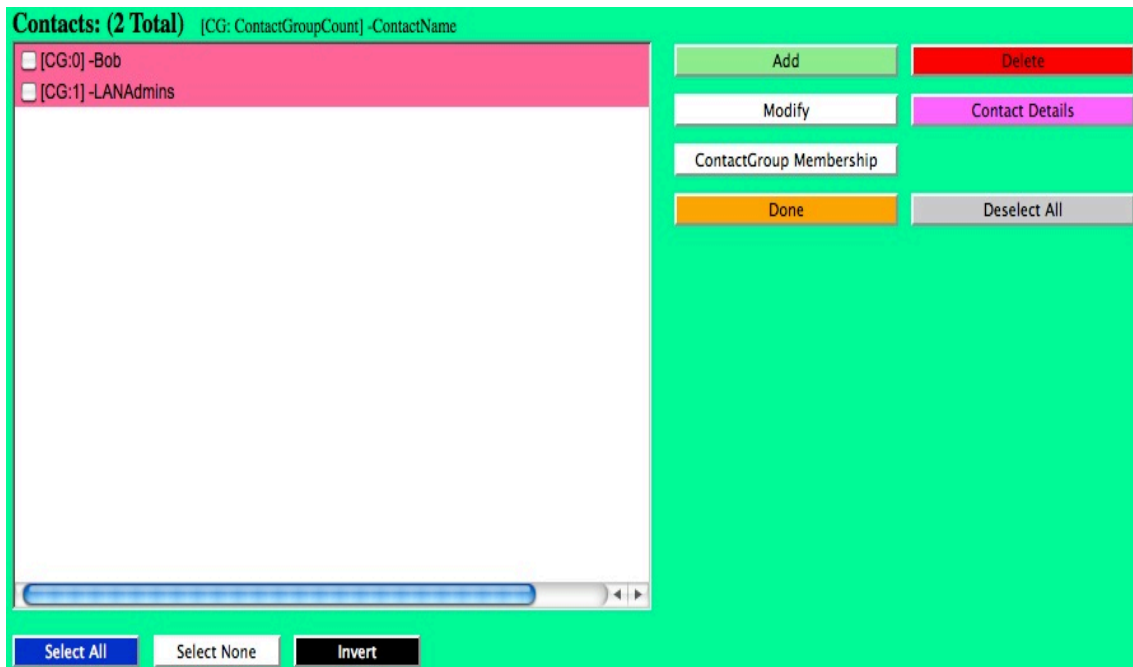 Contacts: (2 Total) [CG: ContactGroupCount] -ContactName
[CG:0] -Bob
[CG:1] -LANAdmins
Add
Delete
Modify
Contact Details
ContactGroup Membership
Done
Deselect All
Select All
Select None
Invert